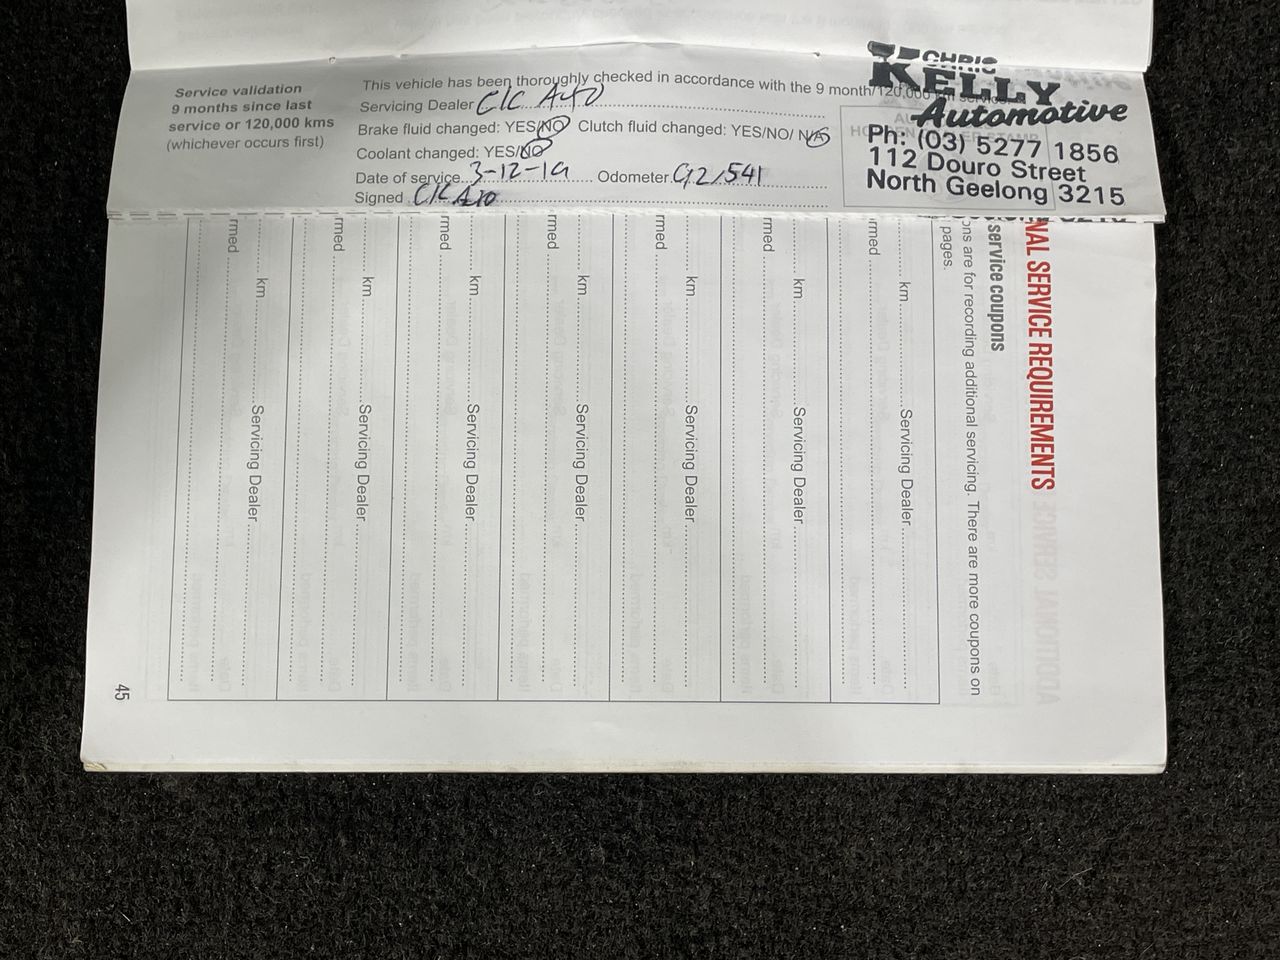 Service validation
9 months since last
service or 120,000 kms
(whichever occurs first)
This vehicle has been thoroughly checked in accordance with the 9 month/120,000
Servicing Dealer CK Auto
Brake fluid changed: YES/NO Clutch fluid changed: YES/NO/ N/A
Coolant changed: YES/NO
Date of service 3-12-19 Odometer 921541
Signed CK Auto
CHRIS
KELLY
Automotive
Ph: (03) 5277 1856
112 Douro Street
North Geelong 3215
NAL SERVICE REQUIREMENTS
service coupons
ons are for recording additional servicing. There are more coupons on
pages.
km Servicing Dealer
rmed
km Servicing Dealer
rmed
km Servicing Dealer
rmed
km Servicing Dealer
rmed
km Servicing Dealer
rmed
km Servicing Dealer
rmed
km Servicing Dealer
rmed
45